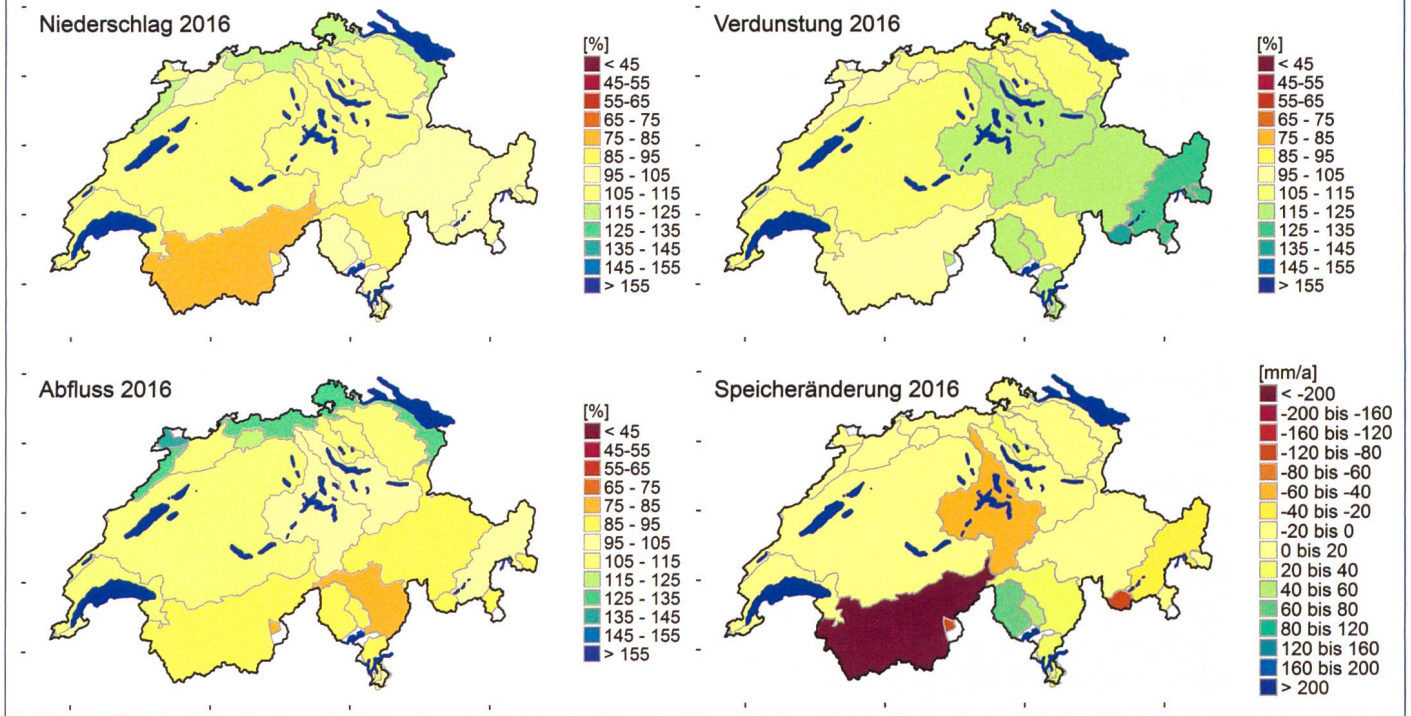 Niederschlag 2016
[%]
< 45
45-55
55-65
65 - 75
75 - 85
85 - 95
95 - 105
105 - 115
115 - 125
125 - 135
135 - 145
145 - 155
> 155
Verdunstung 2016
[%]
< 45
45-55
55-65
65 - 75
75 - 85
85 - 95
95 - 105
105 - 115
115 - 125
125 - 135
135 - 145
145 - 155
> 155
Abfluss 2016
[%]
< 45
45-55
55-65
65 - 75
75 - 85
85 - 95
95 - 105
105 - 115
115 - 125
125 - 135
135 - 145
145 - 155
> 155
Speicheränderung 2016
[mm/a]
< -200
-200 bis -160
-160 bis -120
-120 bis -80
-80 bis -60
-60 bis -40
-40 bis -20
-20 bis 0
0 bis 20
20 bis 40
40 bis 60
60 bis 80
80 bis 120
120 bis 160
160 bis 200
> 200